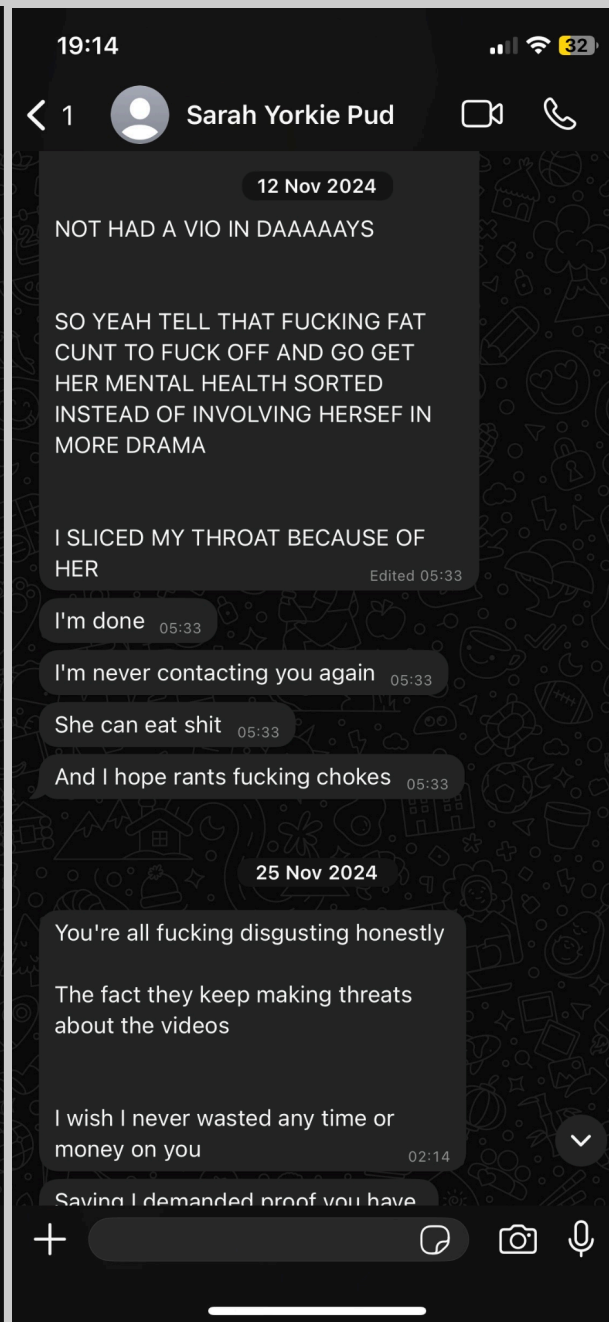 19:14
32
1
Sarah Yorkie Pud
12 Nov 2024
NOT HAD A VIO IN DAAAAAYS
SO YEAH TELL THAT FUCKING FAT
CUNT TO FUCK OFF AND GO GET
HER MENTAL HEALTH SORTED
INSTEAD OF INVOLVING HERSEF IN
MORE DRAMA
I SLICED MY THROAT BECAUSE OF
HER
Edited 05:33
I'm done 05:33
I'm never contacting you again 05:33
She can eat shit 05:33
And I hope rants fucking chokes 05:33
25 Nov 2024
You're all fucking disgusting honestly
The fact they keep making threats
about the videos
I wish I never wasted any time or
money on you
02:14
Saying I demanded proof you have